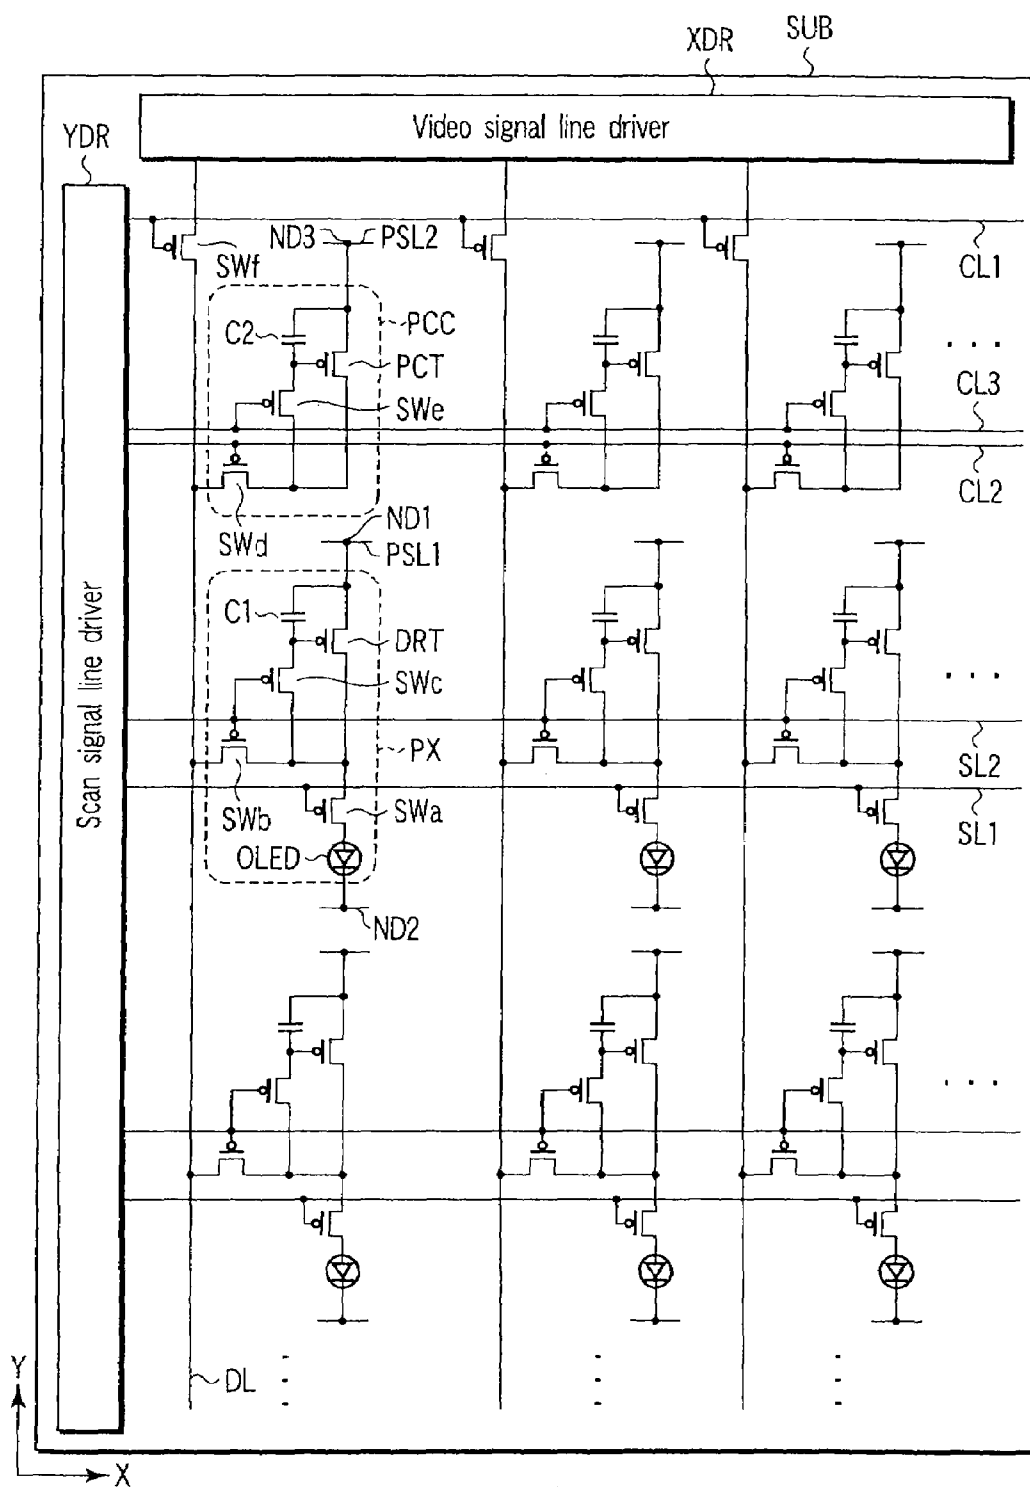 SUB
XDR
Video signal line driver
YDR
Scan signal line driver
ND3
PSL2
SWf
CL1
C2
PCC
PCT
. . .
SWe
CL3
CL2
SWd
ND1
PSL1
C1
DRT
SWc
. . .
PX
SL2
SWb
SWa
SL1
OLED
ND2
. . .
Y
DL
X